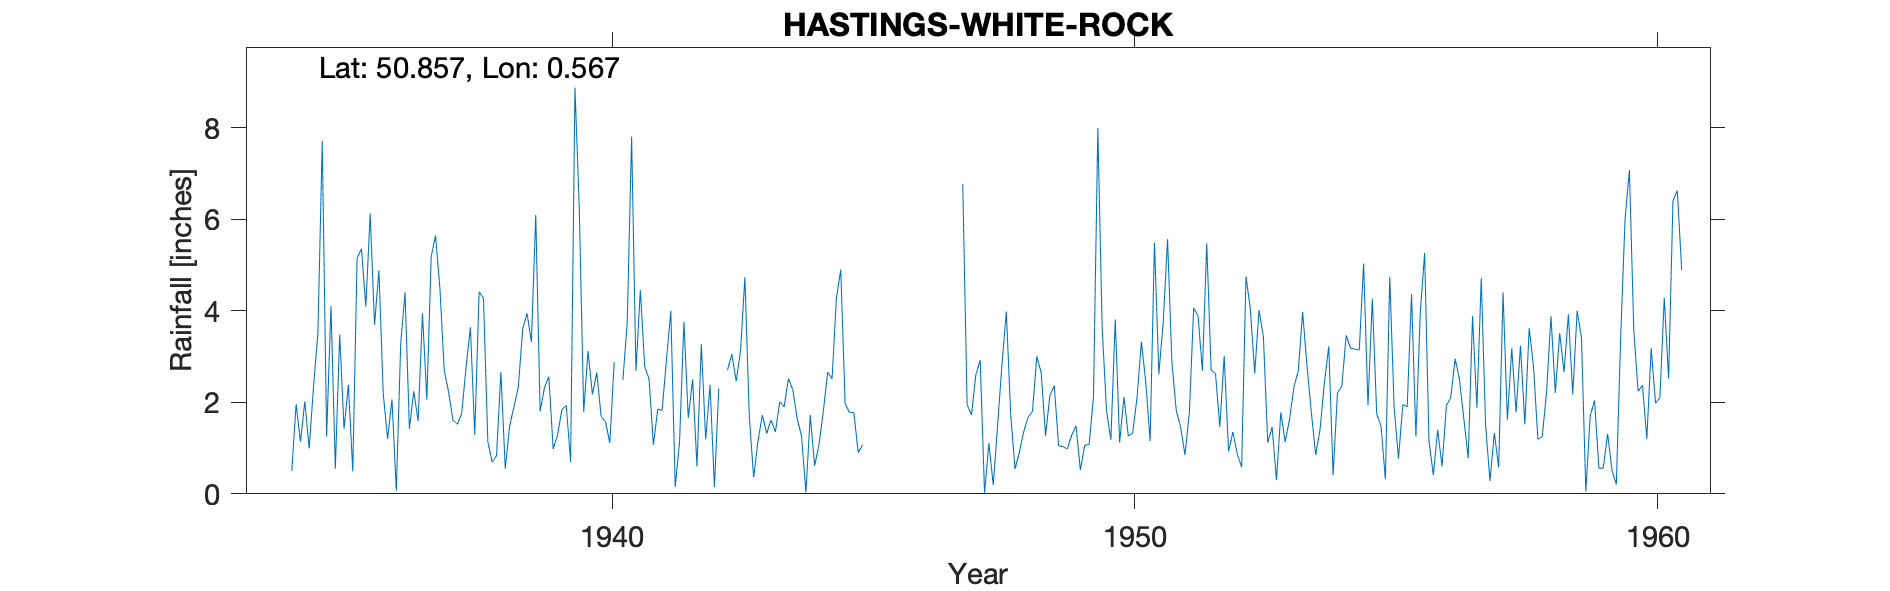 HASTINGS-WHITE-ROCK
Lat: 50.857, Lon: 0.567
Rainfall [inches]
8
6
4
2
0
1940 1950 1960
Year